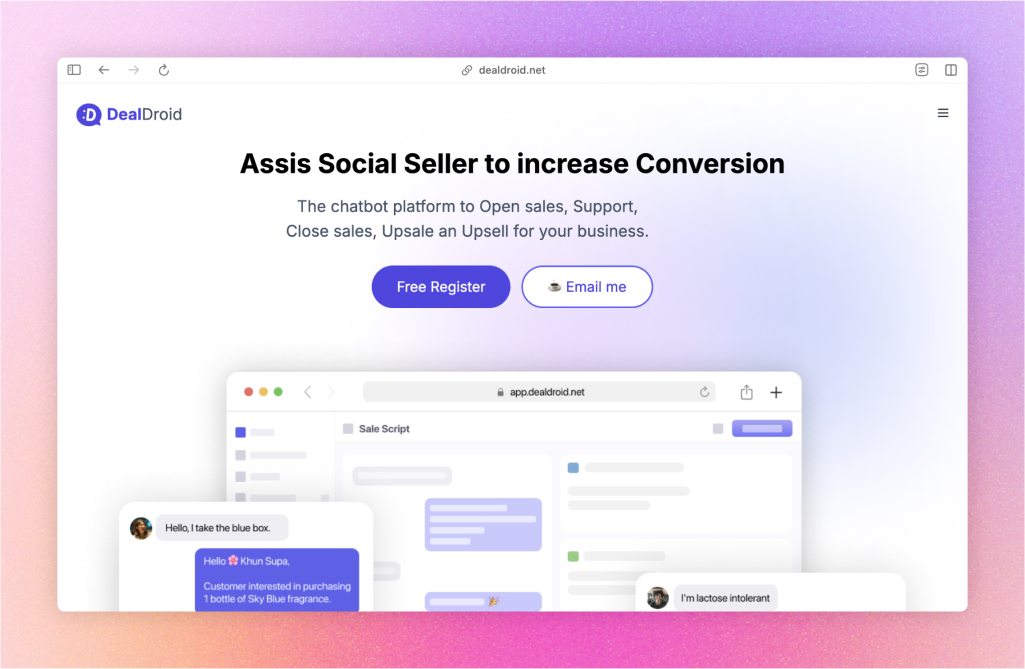 dealdroid.net
:D DealDroid
Assis Social Seller to increase Conversion
The chatbot platform to Open sales, Support,
Close sales, Upsale an Upsell for your business.
Free Register
☕ Email me
app.dealdroid.net
Sale Script
Hello, I take the blue box.
Hello 🌸 Khun Supa,
Customer interested in purchasing
1 bottle of Sky Blue fragrance.
I'm lactose intolerant